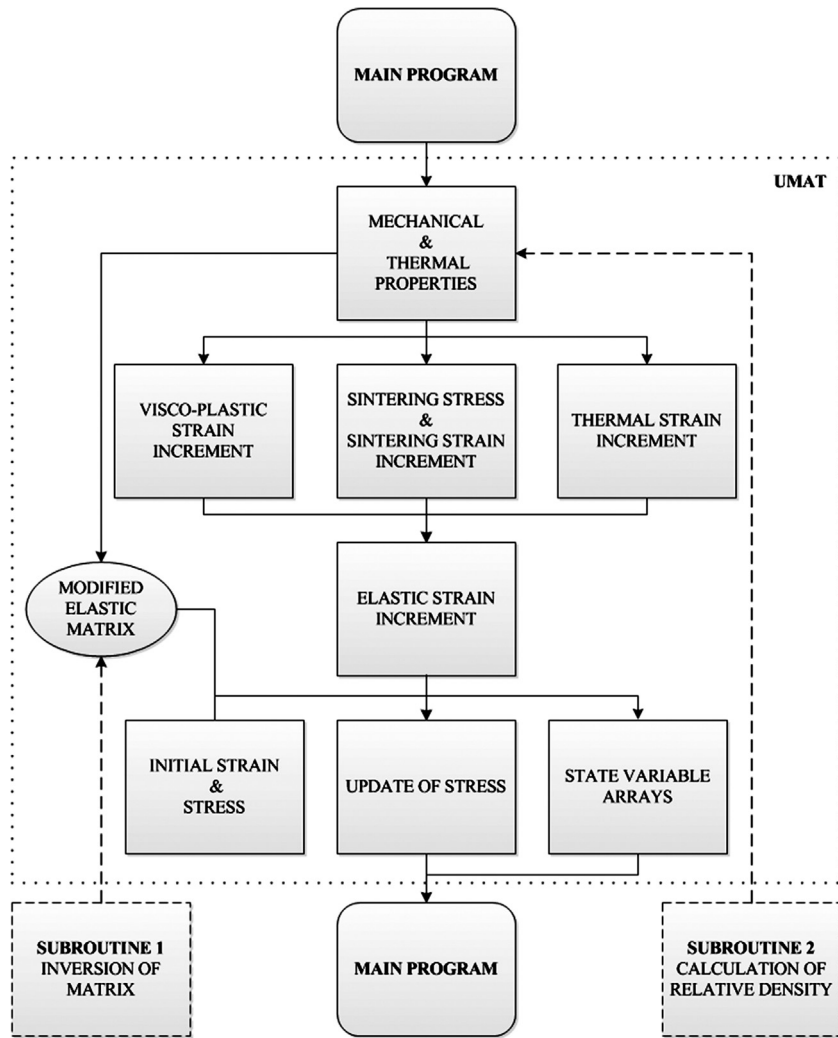 MAIN PROGRAM
UMAT
MECHANICAL
&
THERMAL
PROPERTIES
VISCO-PLASTIC
STRAIN
INCREMENT
SINTERING STRESS
&
SINTERING STRAIN
INCREMENT
THERMAL STRAIN
INCREMENT
MODIFIED
ELASTIC
MATRIX
ELASTIC STRAIN
INCREMENT
INITIAL STRAIN
&
STRESS
UPDATE OF STRESS
STATE VARIABLE
ARRAYS
SUBROUTINE 1
INVERSION OF
MATRIX
MAIN PROGRAM
SUBROUTINE 2
CALCULATION OF
RELATIVE DENSITY